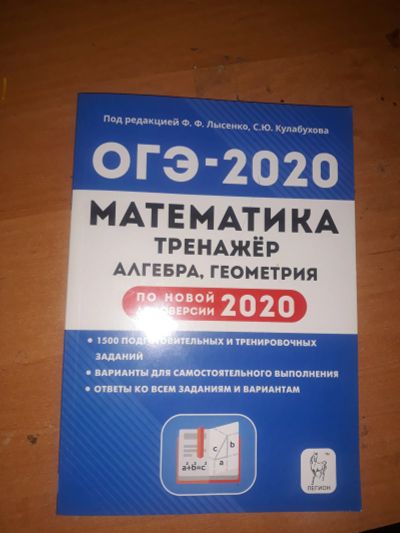 Под редакцией Ф. Ф. Лысенко, С.Ю. Кулабухова
ОГЭ-2020
МАТЕМАТИКА
ТРЕНАЖЁР
АЛГЕБРА, ГЕОМЕТРИЯ
ПО НОВОЙ
ДЕМОВЕРСИИ 2020
• 1500 ПОДГОТОВИТЕЛЬНЫХ И ТРЕНИРОВОЧНЫХ
ЗАДАНИЙ
• ВАРИАНТЫ ДЛЯ САМОСТОЯТЕЛЬНОГО ВЫПОЛНЕНИЯ
• ОТВЕТЫ КО ВСЕМ ЗАДАНИЯМ И ВАРИАНТАМ
c b
a
a²+b²=c²
ЛЕГИОН